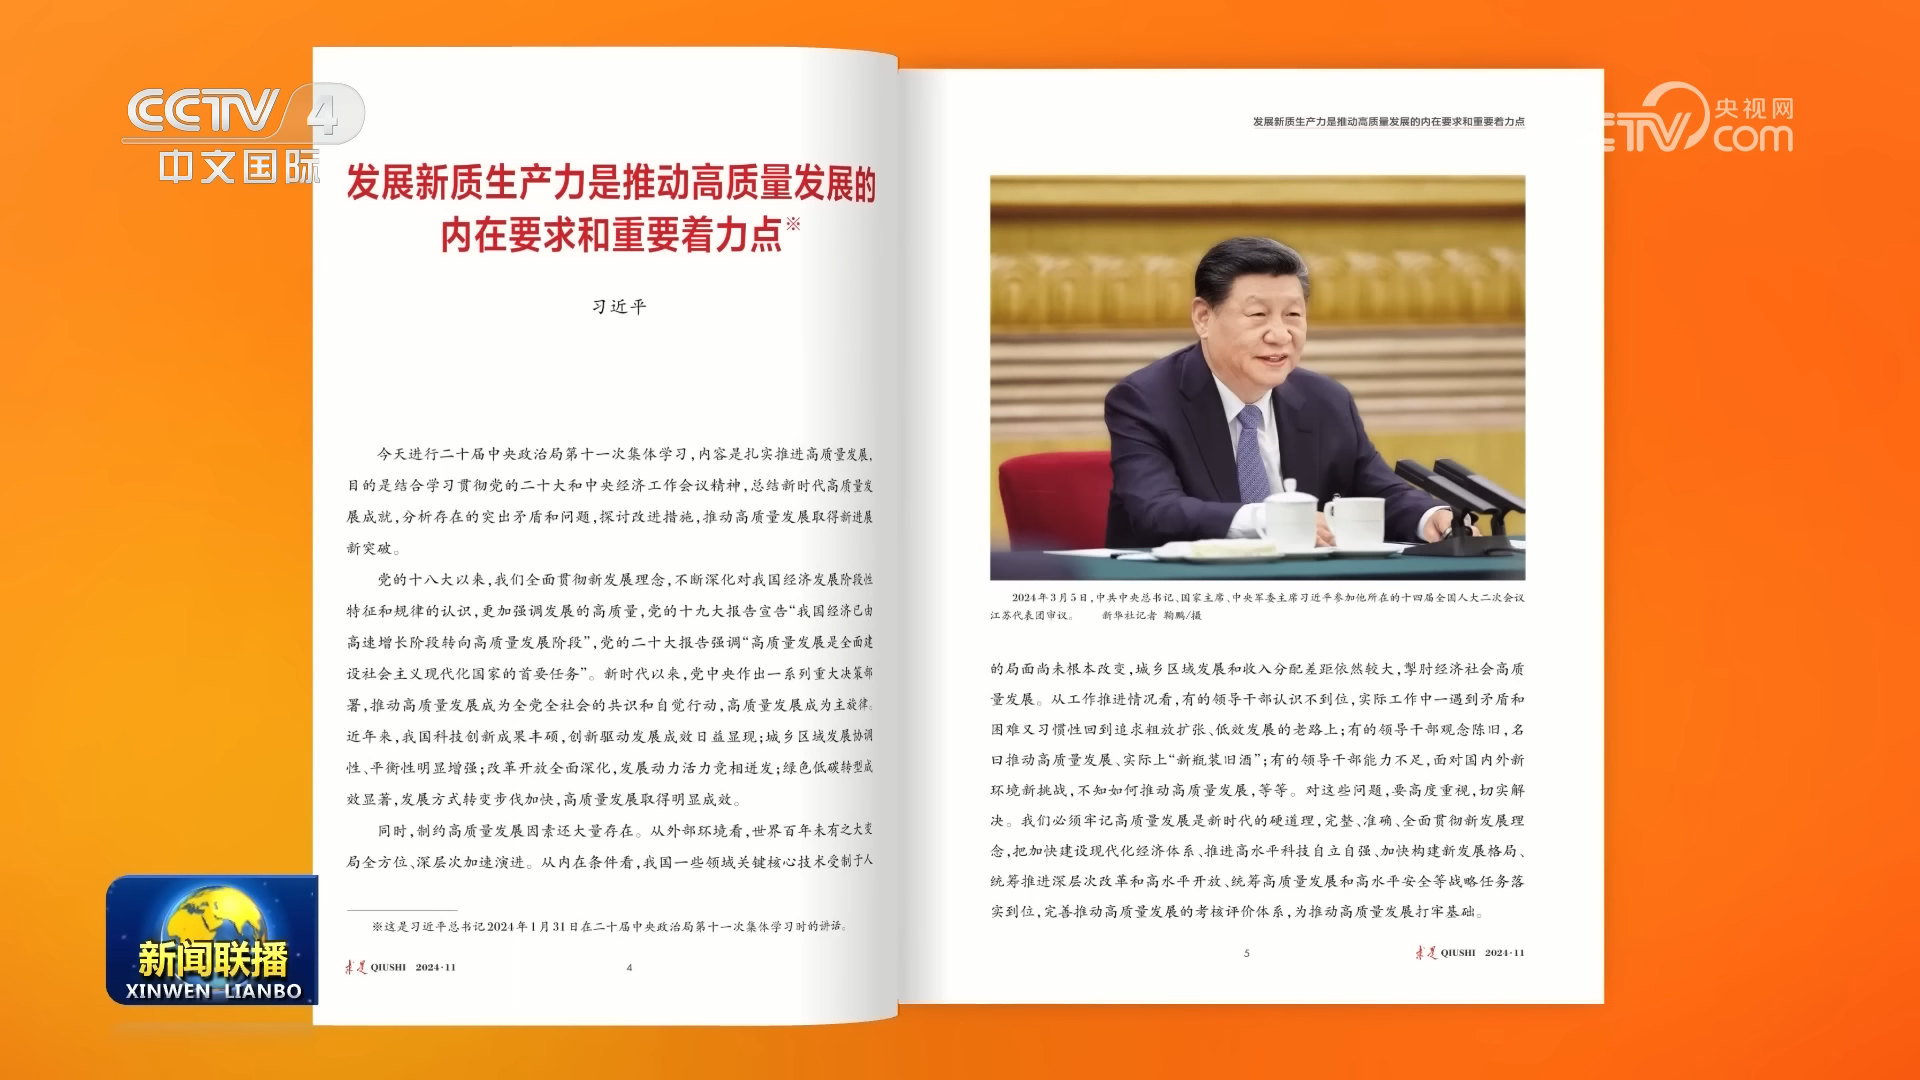 CCTV 4
中文国际
发展新质生产力是推动高质量发展的
内在要求和重要着力点※
习近平
今天进行二十届中央政治局第十一次集体学习，内容是扎实推进高质量发展，
目的是结合学习贯彻党的二十大和中央经济工作会议精神，总结新时代高质量发
展成就，分析存在的突出矛盾和问题，探讨改进措施，推动高质量发展取得新进展
新突破。
党的十八大以来，我们全面贯彻新发展理念，不断深化对我国经济发展阶段性
特征和规律的认识，更加强调发展的高质量，党的十九大报告宣告“我国经济已由
高速增长阶段转向高质量发展阶段”，党的二十大报告强调“高质量发展是全面建
设社会主义现代化国家的首要任务”。新时代以来，党中央作出一系列重大决策部
署，推动高质量发展成为全党全社会的共识和自觉行动，高质量发展成为主旋律。
近年来，我国科技创新成果丰硕，创新驱动发展成效日益显现；城乡区域发展协调
性、平衡性明显增强；改革开放全面深化，发展动力活力竞相迸发；绿色低碳转型成
效显著，发展方式转变步伐加快，高质量发展取得明显成效。
同时，制约高质量发展因素还大量存在。从外部环境看，世界百年未有之大变
局全方位、深层次加速演进。从内在条件看，我国一些领域关键核心技术受制于人
※这是习近平总书记2024年1月31日在二十届中央政治局第十一次集体学习时的讲话。
求是 QIUSHI 2024·11
4
发展新质生产力是推动高质量发展的内在要求和重要着力点
CTV 央视网
com
2024年3月5日，中共中央总书记、国家主席、中央军委主席习近平参加他所在的十四届全国人大二次会议
江苏代表团审议。 新华社记者 鞠鹏/摄
的局面尚未根本改变，城乡区域发展和收入分配差距依然较大，掣肘经济社会高质
量发展。从工作推进情况看，有的领导干部认识不到位，实际工作中一遇到矛盾和
困难又习惯性回到追求粗放扩张、低效发展的老路上；有的领导干部观念陈旧，名
曰推动高质量发展、实际上“新瓶装旧酒”；有的领导干部能力不足，面对国内外新
环境新挑战，不知如何推动高质量发展，等等。对这些问题，要高度重视，切实解
决。我们必须牢记高质量发展是新时代的硬道理，完整、准确、全面贯彻新发展理
念，把加快建设现代化经济体系、推进高水平科技自立自强、加快构建新发展格局、
统筹推进深层次改革和高水平开放、统筹高质量发展和高水平安全等战略任务落
实到位，完善推动高质量发展的考核评价体系，为推动高质量发展打牢基础。
5
求是 QIUSHI 2024·11
新闻联播
XINWEN LIANBO